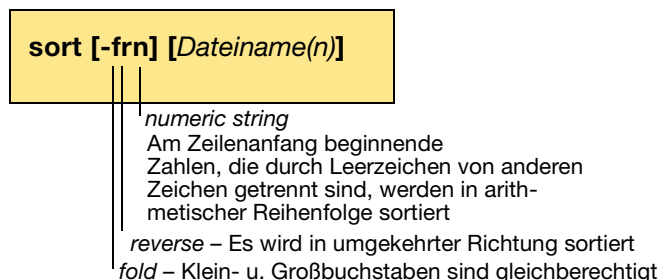 sort [-frn] [Dateiname(n)]
numeric string
Am Zeilenanfang beginnende
Zahlen, die durch Leerzeichen von anderen
Zeichen getrennt sind, werden in arith-
metischer Reihenfolge sortiert
reverse – Es wird in umgekehrter Richtung sortiert
fold – Klein- u. Großbuchstaben sind gleichberechtigt